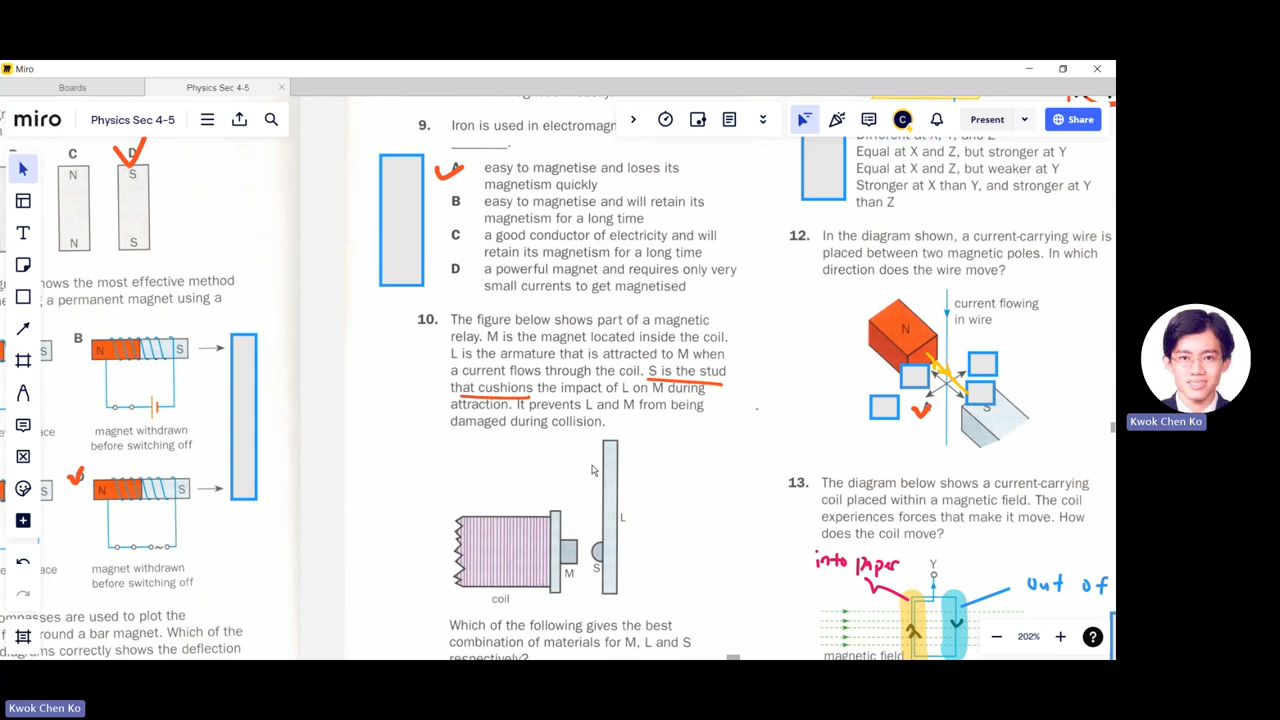 Miro
Boards
Physics Sec 4-5
miro
Physics Sec 4-5
Present
C
Share
C
D
N
S
N
S
hows the most effective method
a permanent magnet using a
B
N
S
S
magnet withdrawn
before switching off
ace
S
N
S
magnet withdrawn
before switching off
ompasses are used to plot the
round a bar magnet. Which of the
grams correctly shows the deflection
9. Iron is used in electromagn
A easy to magnetise and loses its
magnetism quickly
B easy to magnetise and will retain its
magnetism for a long time
C a good conductor of electricity and will
retain its magnetism for a long time
D a powerful magnet and requires only very
small currents to get magnetised
10. The figure below shows part of a magnetic
relay. M is the magnet located inside the coil.
L is the armature that is attracted to M when
a current flows through the coil. S is the stud
that cushions the impact of L on M during
attraction. It prevents L and M from being
damaged during collision.
L
M
S
coil
Which of the following gives the best
combination of materials for M, L and S
respectively?
Different at X, Y, and Z
Equal at X and Z, but stronger at Y
Equal at X and Z, but weaker at Y
Stronger at X than Y, and stronger at Y
than Z
12. In the diagram shown, a current-carrying wire is
placed between two magnetic poles. In which
direction does the wire move?
current flowing
in wire
N
S
13. The diagram below shows a current-carrying
coil placed within a magnetic field. The coil
experiences forces that make it move. How
does the coil move?
into paper
Y
out of
magnetic field
202%
Kwok Chen Ko
Kwok Chen Ko